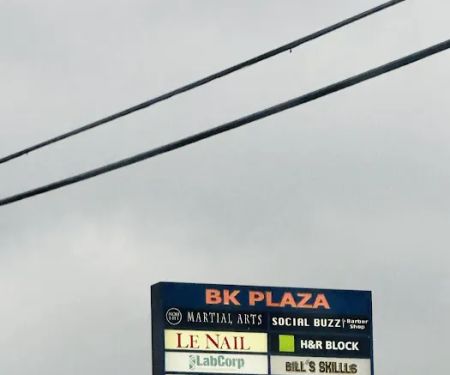 BK PLAZA
MARTIAL ARTS
SOCIAL BUZZ Barber Shop
LE NAIL
H&R BLOCK
LabCorp
BILL'S SKILLLS